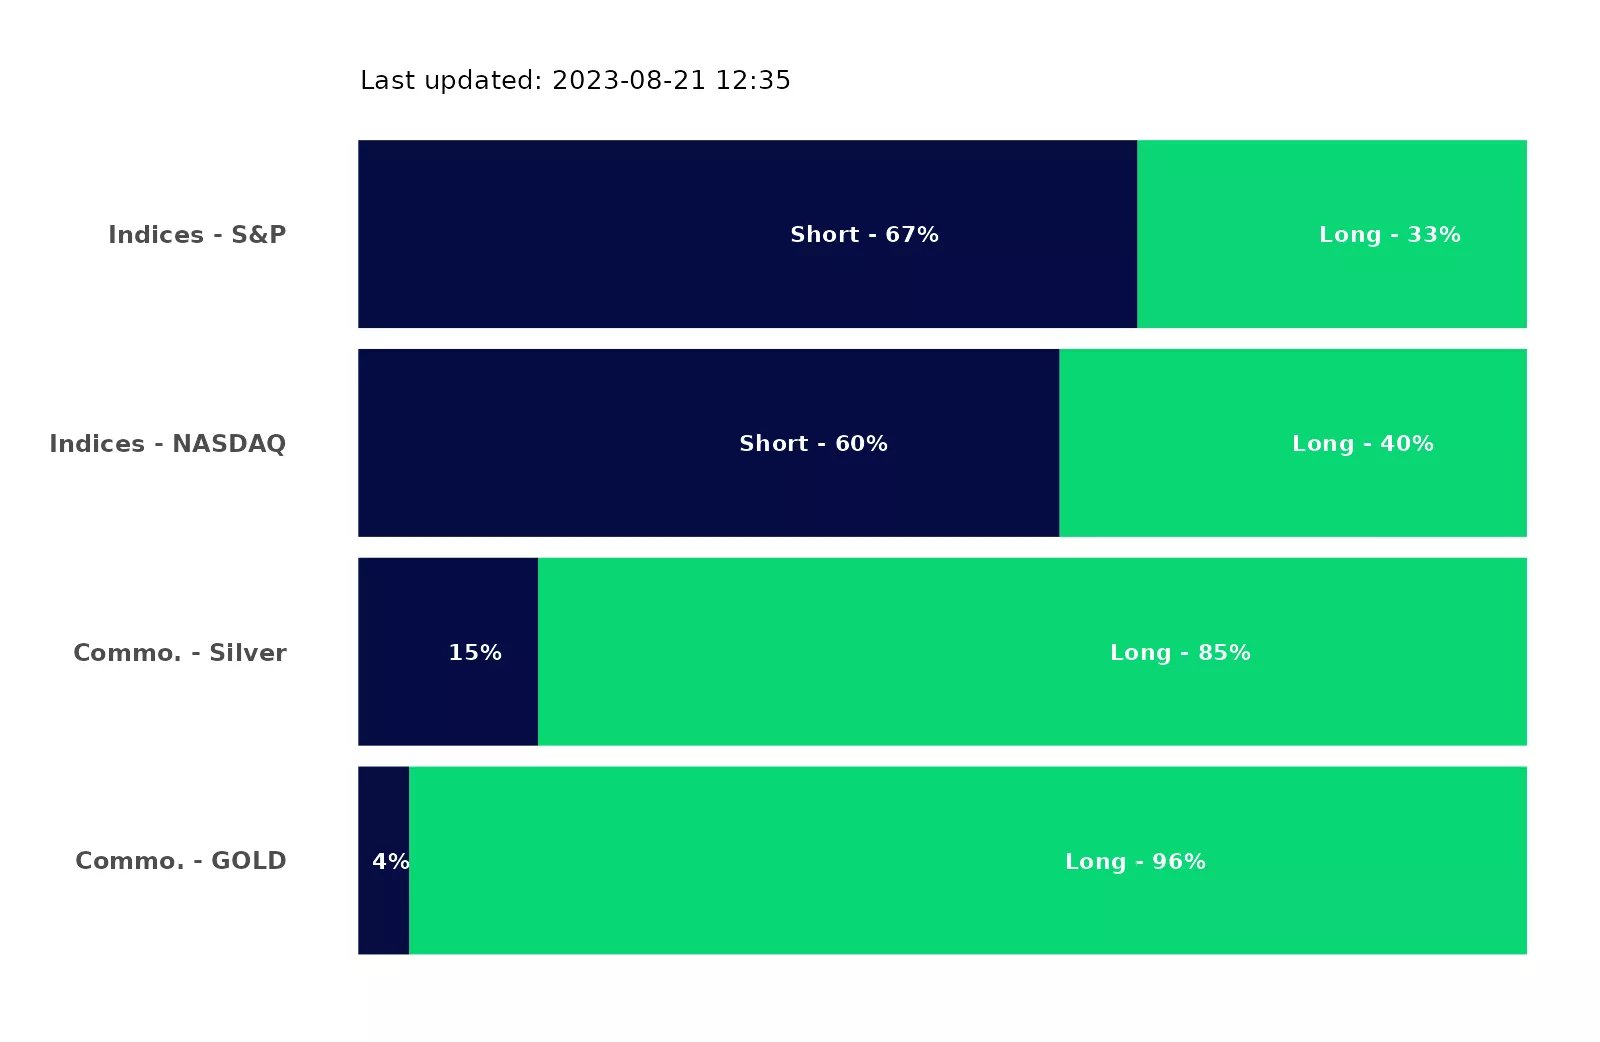 Last updated: 2023-08-21 12:35
Indices - S&P
Short - 67%
Long - 33%
Indices - NASDAQ
Short - 60%
Long - 40%
Commo. - Silver
15%
Long - 85%
Commo. - GOLD
4%
Long - 96%